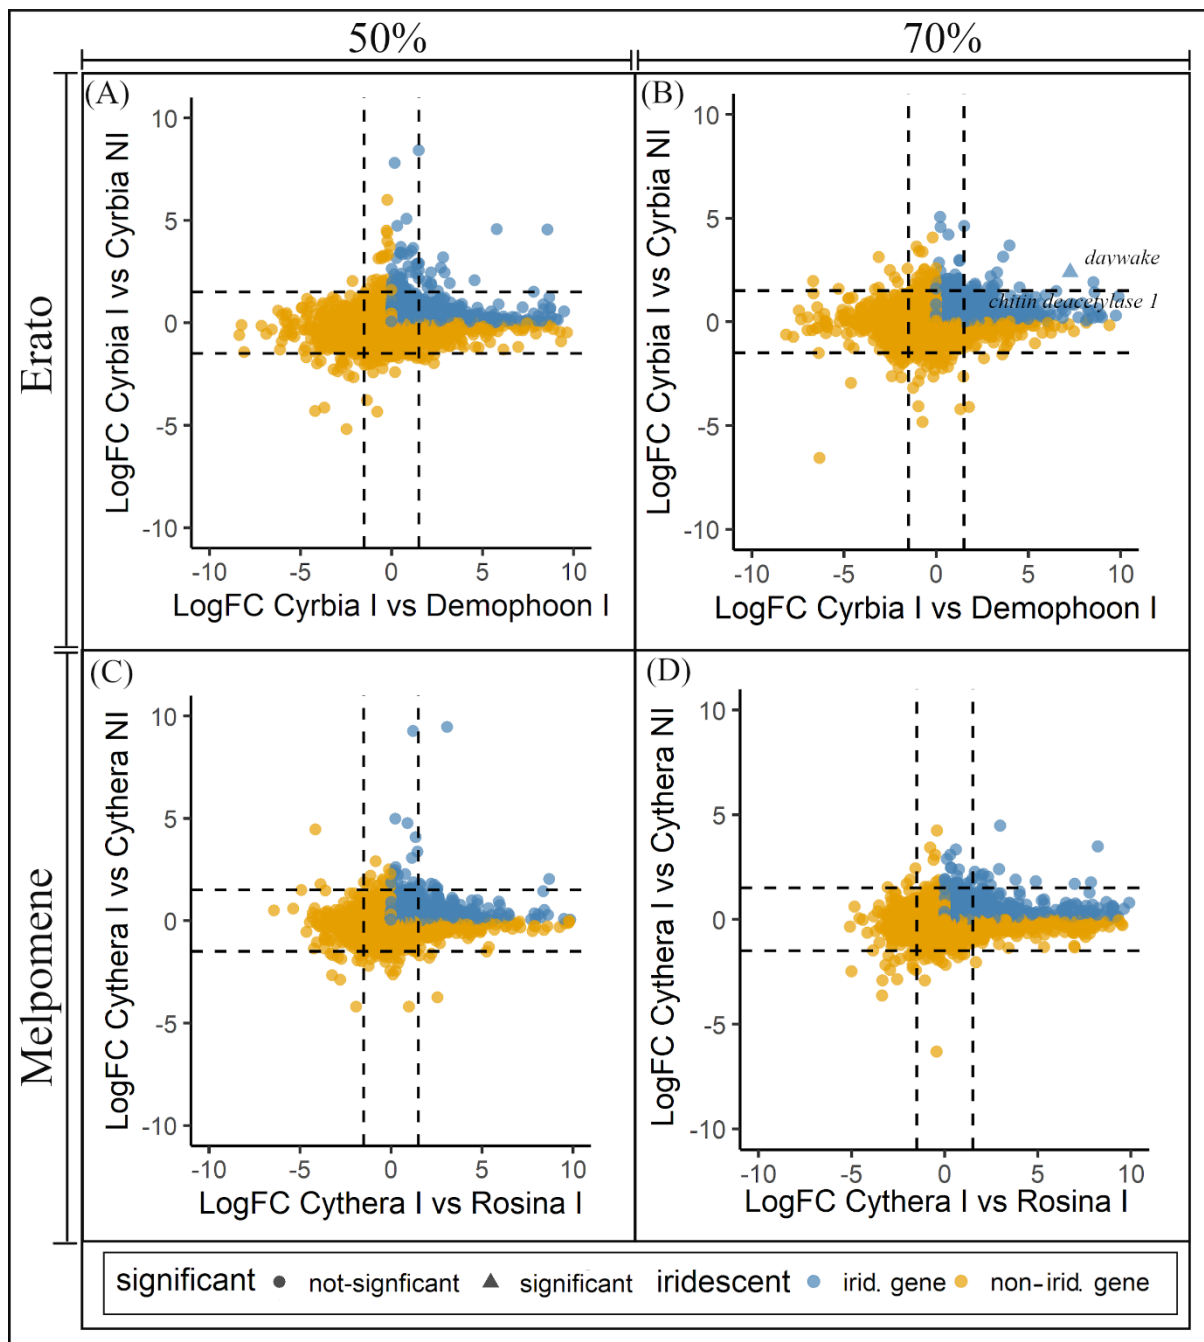 50%
70%
Erato
Melpomene
(A)
LogFC Cyrbia I vs Cyrbia NI
10
5
0
-5
-10
-10 -5 0 5 10
LogFC Cyrbia I vs Demophoon I
(B)
LogFC Cyrbia I vs Cyrbia NI
10
5
0
-5
-10
daywake
chitin deacetylase 1
-10 -5 0 5 10
LogFC Cyrbia I vs Demophoon I
(C)
LogFC Cythera I vs Cythera NI
10
5
0
-5
-10
-10 -5 0 5 10
LogFC Cythera I vs Rosina I
(D)
LogFC Cythera I vs Cythera NI
10
5
0
-5
-10
-10 -5 0 5 10
LogFC Cythera I vs Rosina I
significant not-signficant significant iridescent irid. gene non-irid. gene